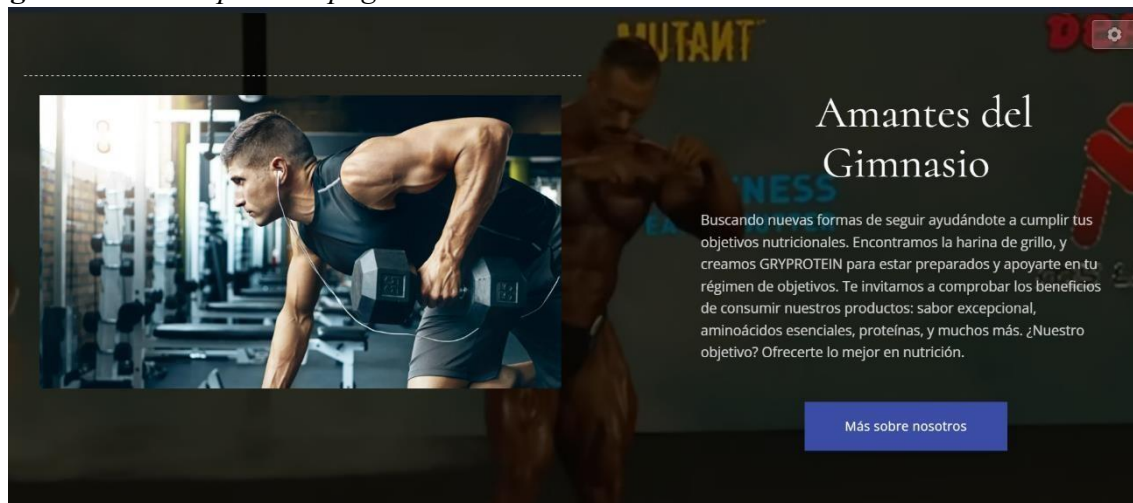 MUTANT
Amantes del
Gimnasio
NESS
Buscando nuevas formas de seguir ayudándote a cumplir tus
objetivos nutricionales. Encontramos la harina de grillo, y
creamos GRYPROTEIN para estar preparados y apoyarte en tu
régimen de objetivos. Te invitamos a comprobar los beneficios
de consumir nuestros productos: sabor excepcional,
aminoácidos esenciales, proteínas, y muchos más. ¿Nuestro
objetivo? Ofrecerte lo mejor en nutrición.
Más sobre nosotros